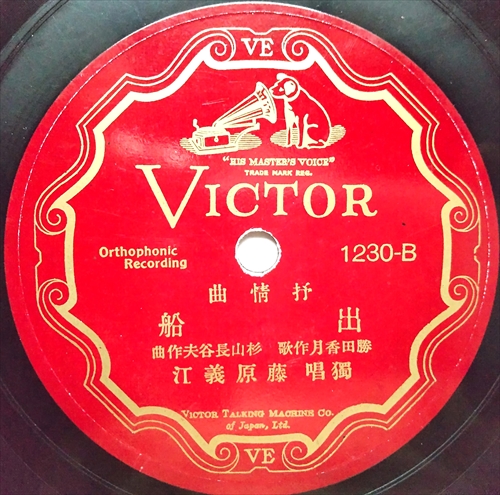 VE
"HIS MASTER'S VOICE"
TRADE MARK REG.
VICTOR
Orthophonic
Recording
1230-B
抒情曲
出船
勝田香月作歌 杉山長谷夫作曲
獨唱 藤原義江
VICTOR TALKING MACHINE CO.
of Japan, Ltd.
VE